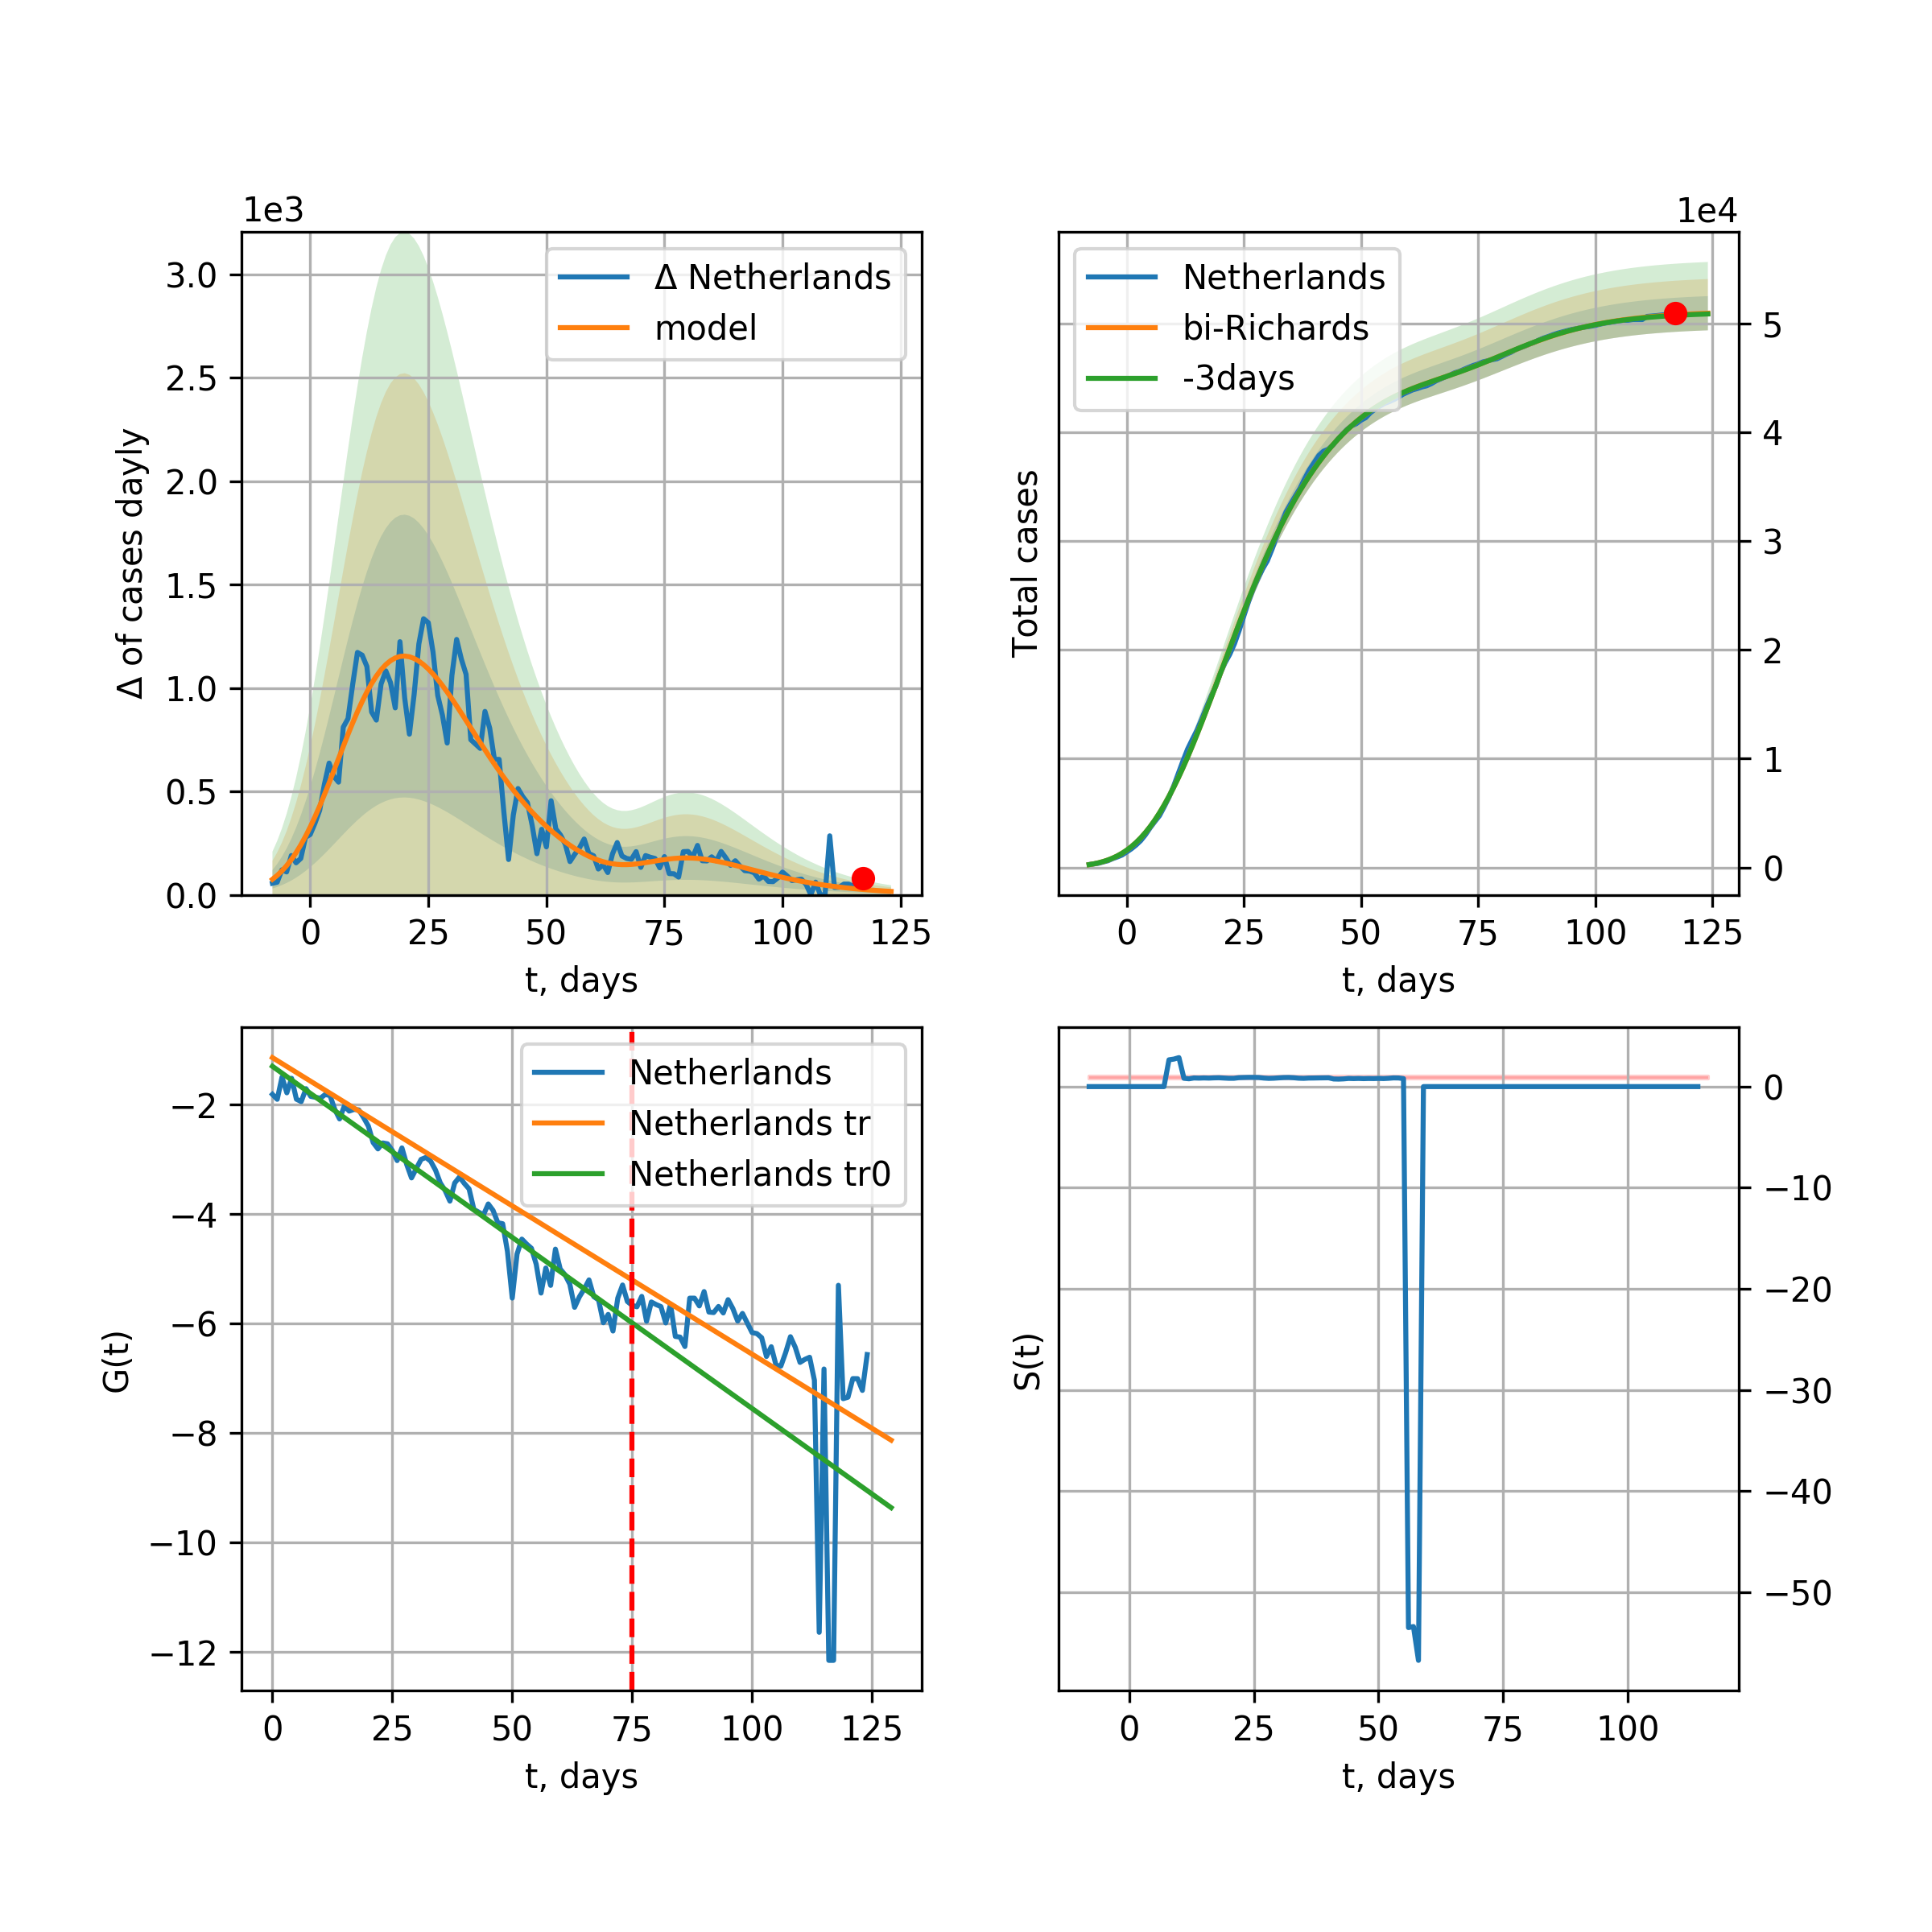 1e3
Δ of cases dayly
3.0
2.5
2.0
1.5
1.0
0.5
0.0
Δ Netherlands
model
0 25 50 75 100 125
t, days
1e4
Total cases
Netherlands
bi-Richards
-3days
5
4
3
2
1
0
0 25 50 75 100 125
t, days
G(t)
−2
−4
−6
−8
−10
−12
Netherlands
Netherlands tr
Netherlands tr0
0 25 50 75 100 125
t, days
S(t)
0
−10
−20
−30
−40
−50
0 25 50 75 100
t, days